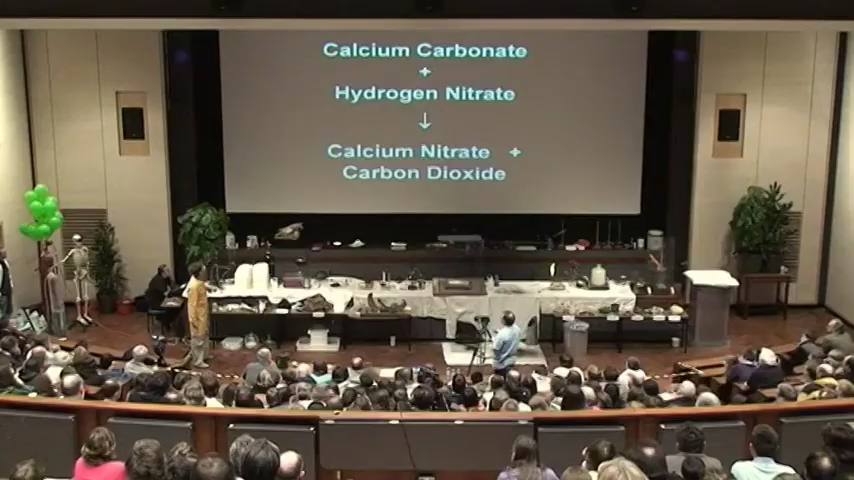 Calcium Carbonate
+
Hydrogen Nitrate
↓
Calcium Nitrate +
Carbon Dioxide